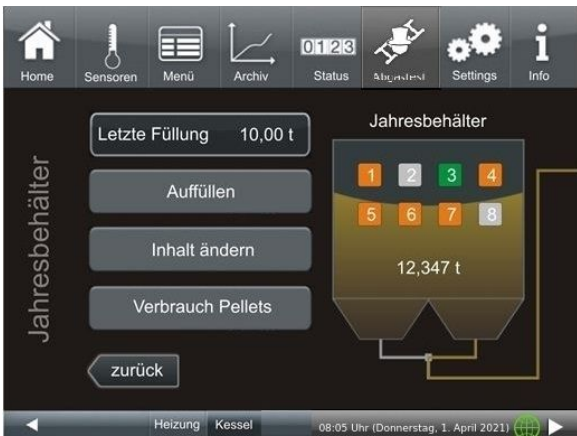 0123
Home Sensoren Menü Archiv Status Abgastest Settings Info
Jahresbehälter
Letzte Füllung 10,00 t
Auffüllen
Inhalt ändern
Verbrauch Pellets
zurück
Jahresbehälter
1 2 3 4
5 6 7 8
12,347 t
Heizung Kessel 08:05 Uhr (Donnerstag, 1. April 2021)